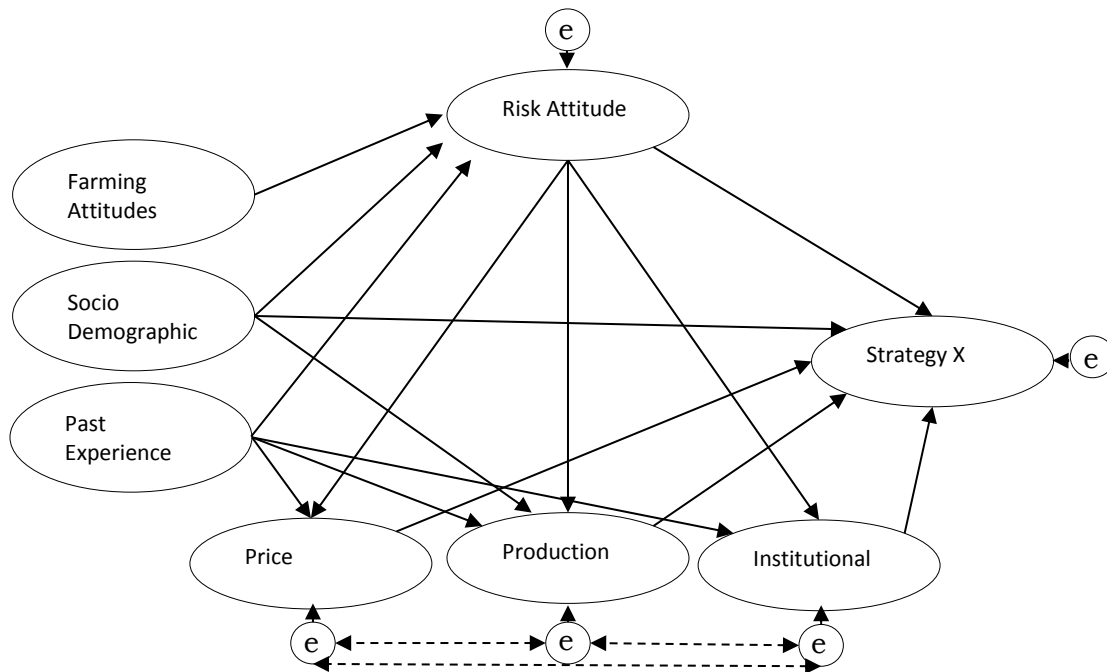 e
Risk Attitude
Farming
Attitudes
Socio
Demographic
Strategy X
e
Past
Experience
Price
Production
Institutional
e
e
e